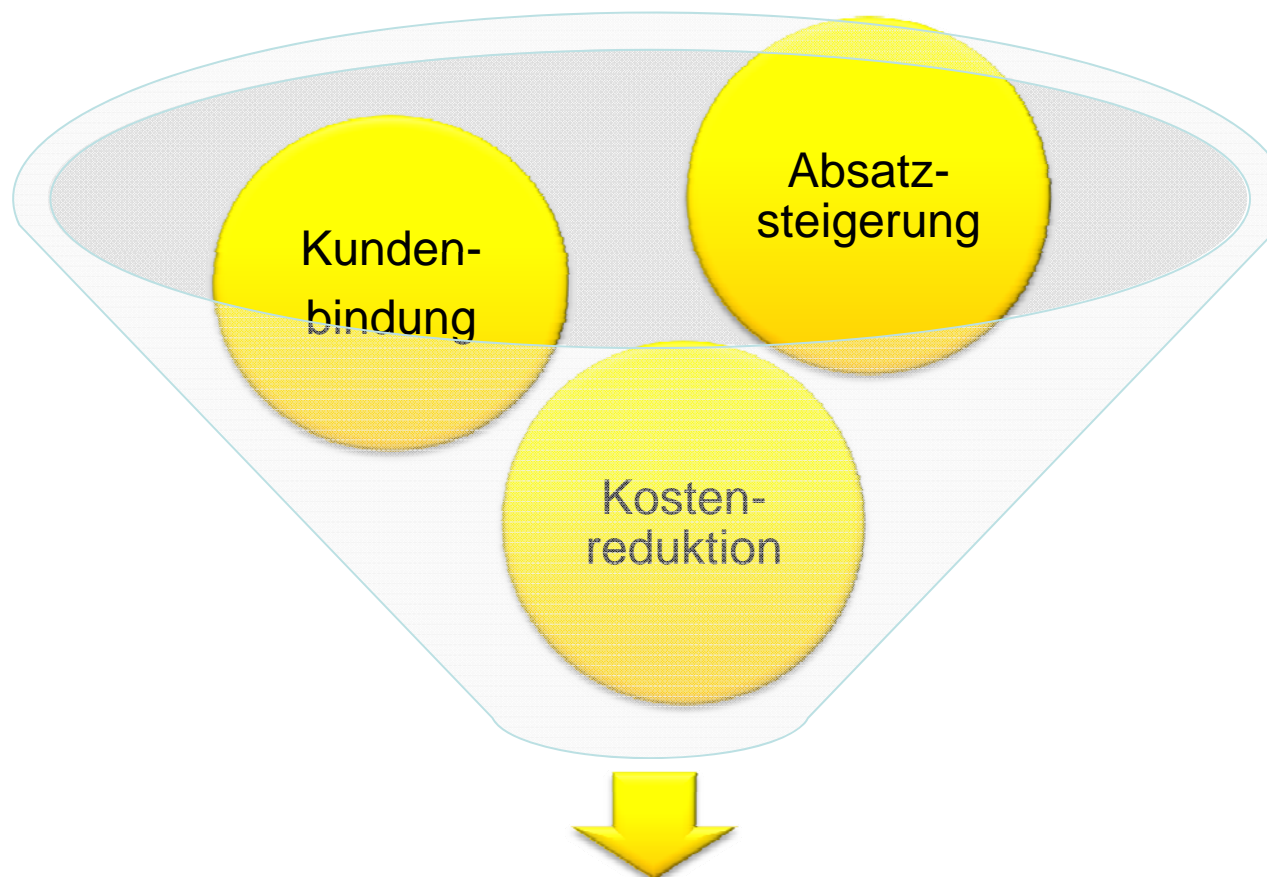 Kunden-
bindung
Absatz-
steigerung
Kosten-
reduktion